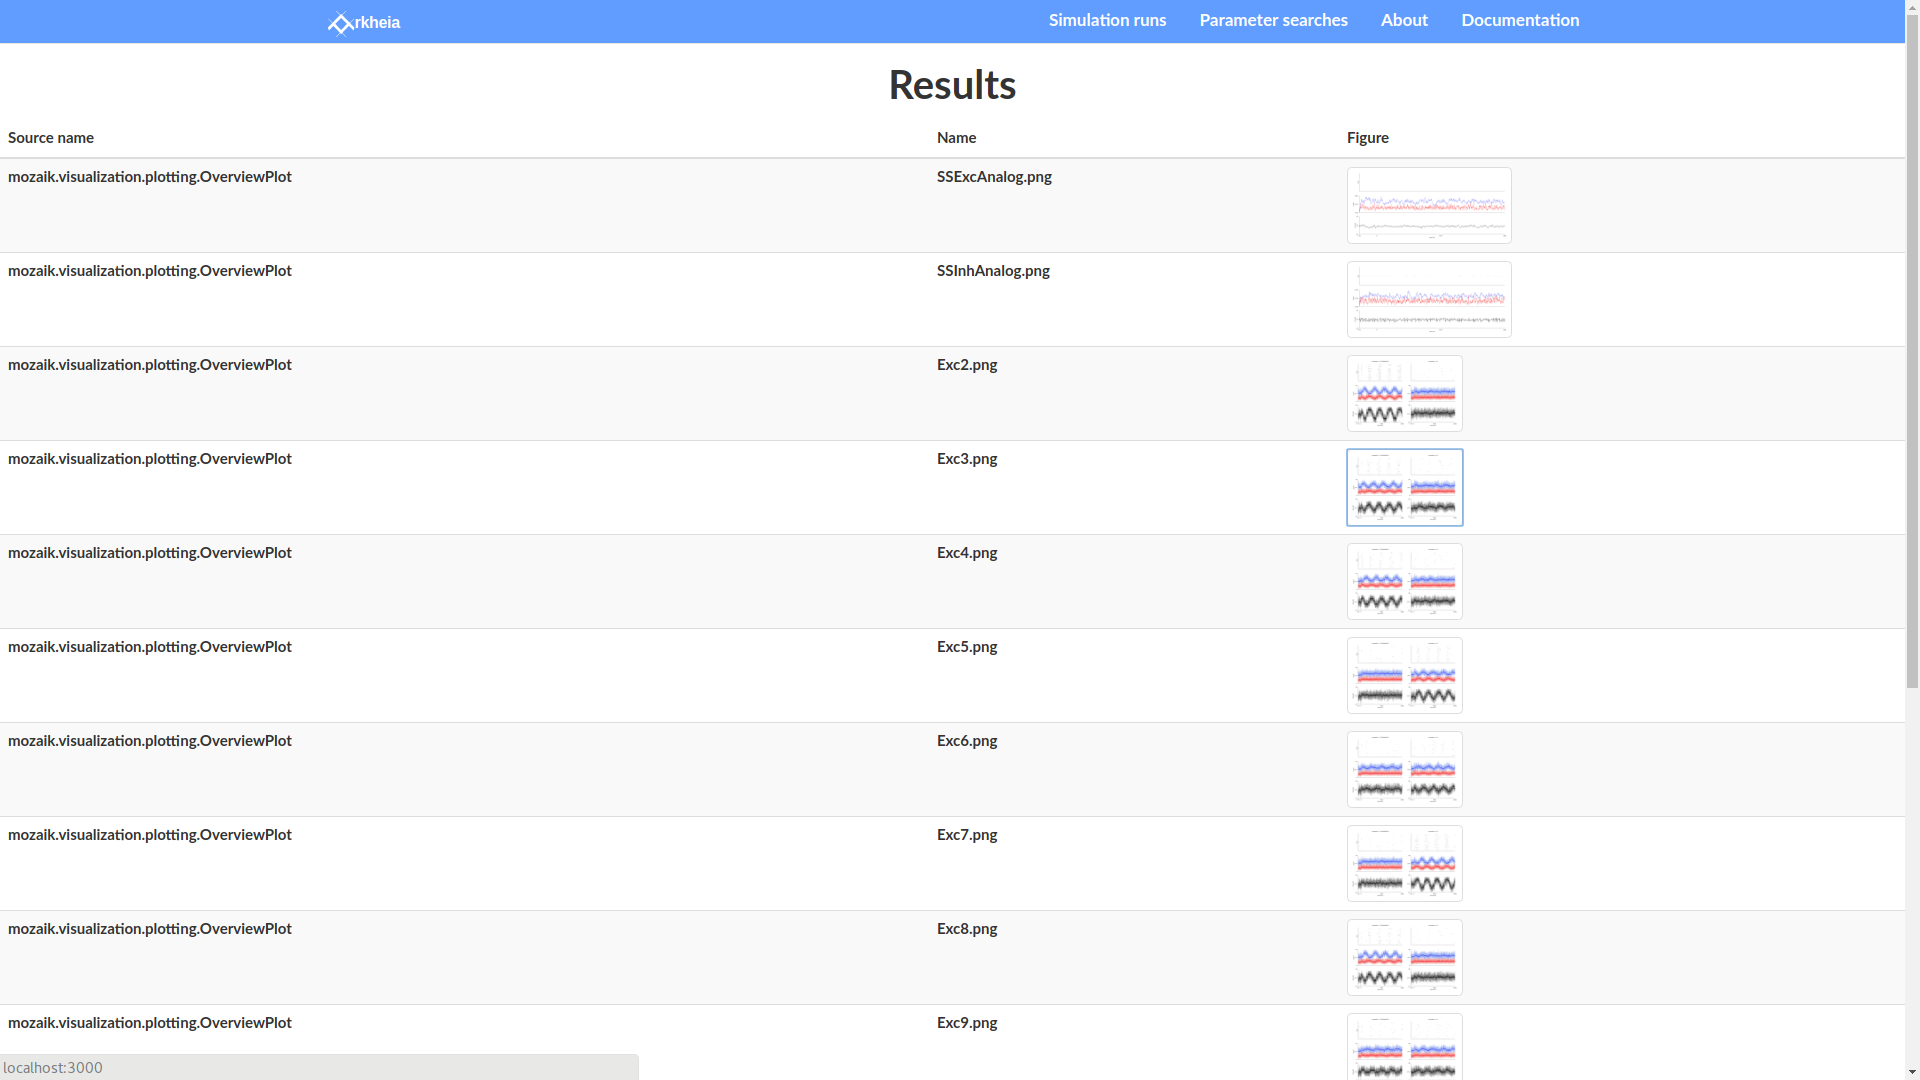 rkheia Simulation runs Parameter searches About Documentation
Results
Source name Name Figure
mozaik.visualization.plotting.OverviewPlot SSExcAnalog.png
mozaik.visualization.plotting.OverviewPlot SSInhAnalog.png
mozaik.visualization.plotting.OverviewPlot Exc2.png
mozaik.visualization.plotting.OverviewPlot Exc3.png
mozaik.visualization.plotting.OverviewPlot Exc4.png
mozaik.visualization.plotting.OverviewPlot Exc5.png
mozaik.visualization.plotting.OverviewPlot Exc6.png
mozaik.visualization.plotting.OverviewPlot Exc7.png
mozaik.visualization.plotting.OverviewPlot Exc8.png
mozaik.visualization.plotting.OverviewPlot Exc9.png
localhost:3000